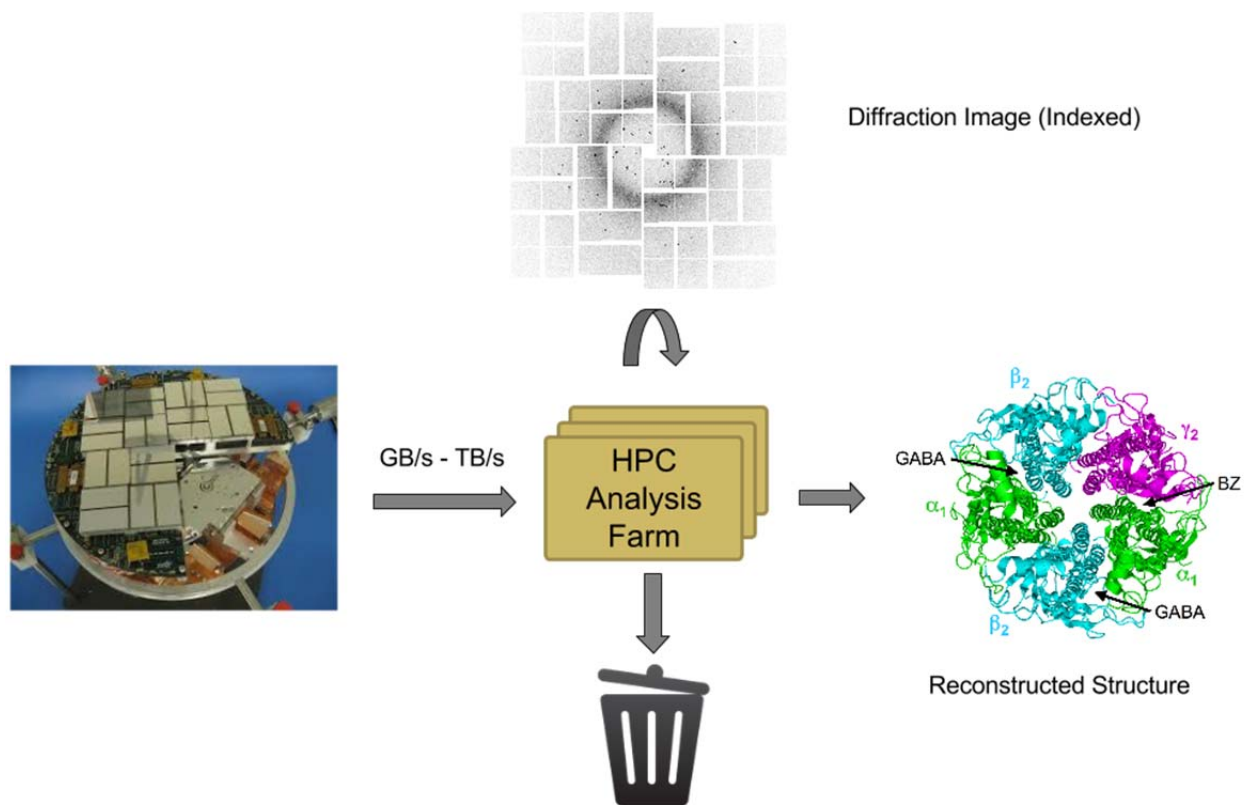 Diffraction Image (Indexed)
GB/s - TB/s
HPC
Analysis
Farm
β2
γ2
GABA
BZ
α1
α1
GABA
β2
Reconstructed Structure